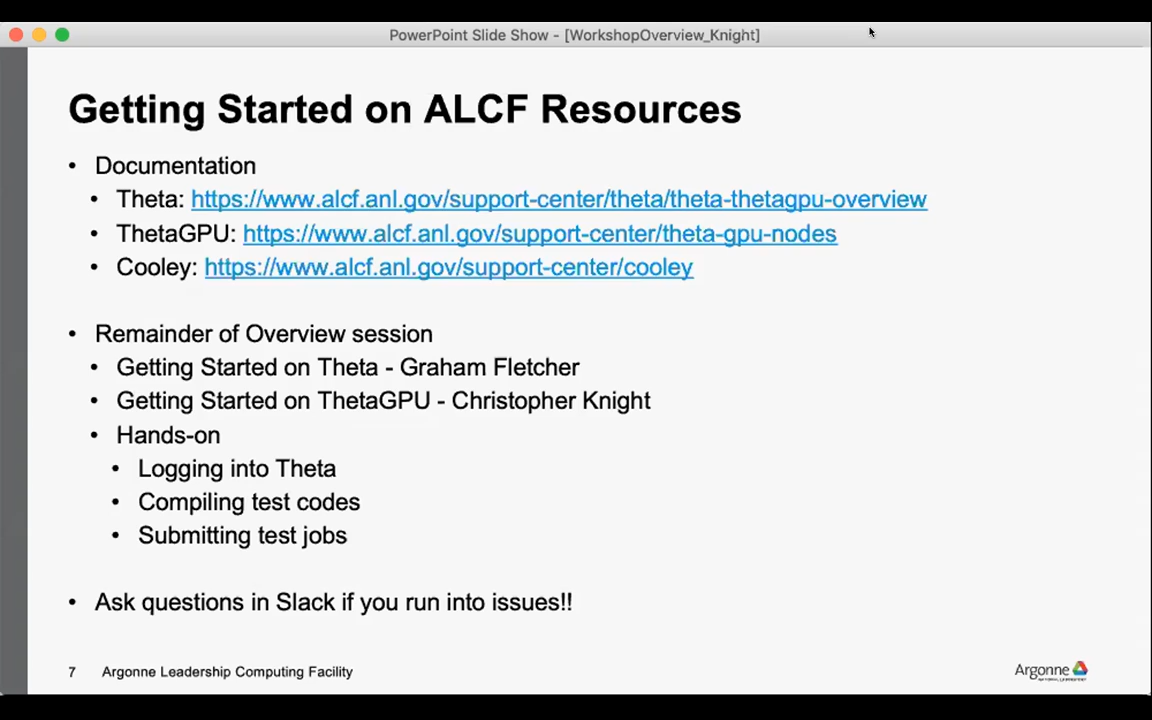 PowerPoint Slide Show - [WorkshopOverview_Knight]
Getting Started on ALCF Resources
• Documentation
• Theta: https://www.alcf.anl.gov/support-center/theta/theta-thetagpu-overview
• ThetaGPU: https://www.alcf.anl.gov/support-center/theta-gpu-nodes
• Cooley: https://www.alcf.anl.gov/support-center/cooley
• Remainder of Overview session
• Getting Started on Theta - Graham Fletcher
• Getting Started on ThetaGPU - Christopher Knight
• Hands-on
• Logging into Theta
• Compiling test codes
• Submitting test jobs
• Ask questions in Slack if you run into issues!!
7 Argonne Leadership Computing Facility
Argonne